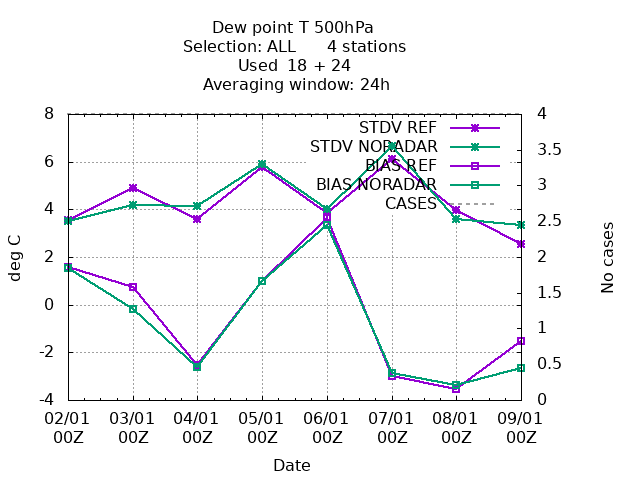 Dew point T 500hPa
Selection: ALL 4 stations
Used 18 + 24
Averaging window: 24h
8
6
4
2
0
-2
-4
deg C
4
3.5
3
2.5
2
1.5
1
0.5
0
No cases
STDV REF
STDV NORADAR
BIAS REF
BIAS NORADAR
CASES
02/01 03/01 04/01 05/01 06/01 07/01 08/01 09/01
00Z 00Z 00Z 00Z 00Z 00Z 00Z 00Z
Date